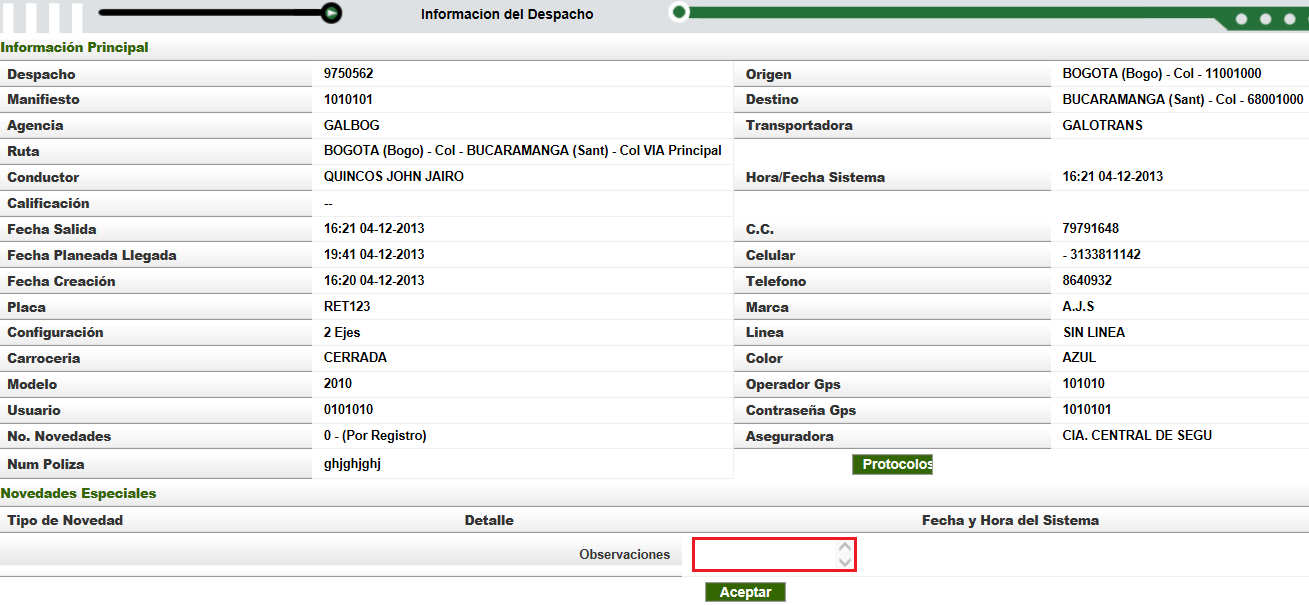 Informacion del Despacho
Información Principal
Despacho 9750562 Origen BOGOTA (Bogo) - Col - 11001000
Manifiesto 1010101 Destino BUCARAMANGA (Sant) - Col - 68001000
Agencia GALBOG Transportadora GALOTRANS
Ruta BOGOTA (Bogo) - Col - BUCARAMANGA (Sant) - Col VIA Principal
Conductor QUINCOS JOHN JAIRO Hora/Fecha Sistema 16:21 04-12-2013
Calificación --
Fecha Salida 16:21 04-12-2013 C.C. 79791648
Fecha Planeada Llegada 19:41 04-12-2013 Celular - 3133811142
Fecha Creación 16:20 04-12-2013 Telefono 8640932
Placa RET123 Marca A.J.S
Configuración 2 Ejes Linea SIN LINEA
Carroceria CERRADA Color AZUL
Modelo 2010 Operador Gps 101010
Usuario 0101010 Contraseña Gps 1010101
No. Novedades 0 - (Por Registro) Aseguradora CIA. CENTRAL DE SEGU
Num Poliza ghjghjghj Protocolos
Novedades Especiales
Tipo de Novedad Detalle Fecha y Hora del Sistema
Observaciones
Aceptar